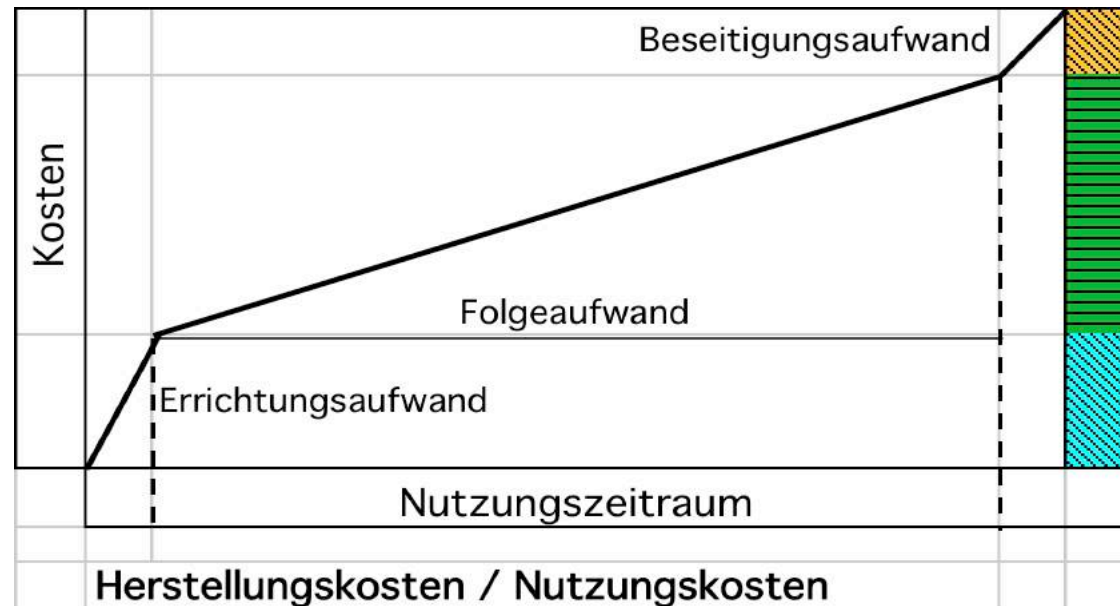 Beseitigungsaufwand
Kosten
Folgeaufwand
Errichtungsaufwand
Nutzungszeitraum
Herstellungskosten / Nutzungskosten